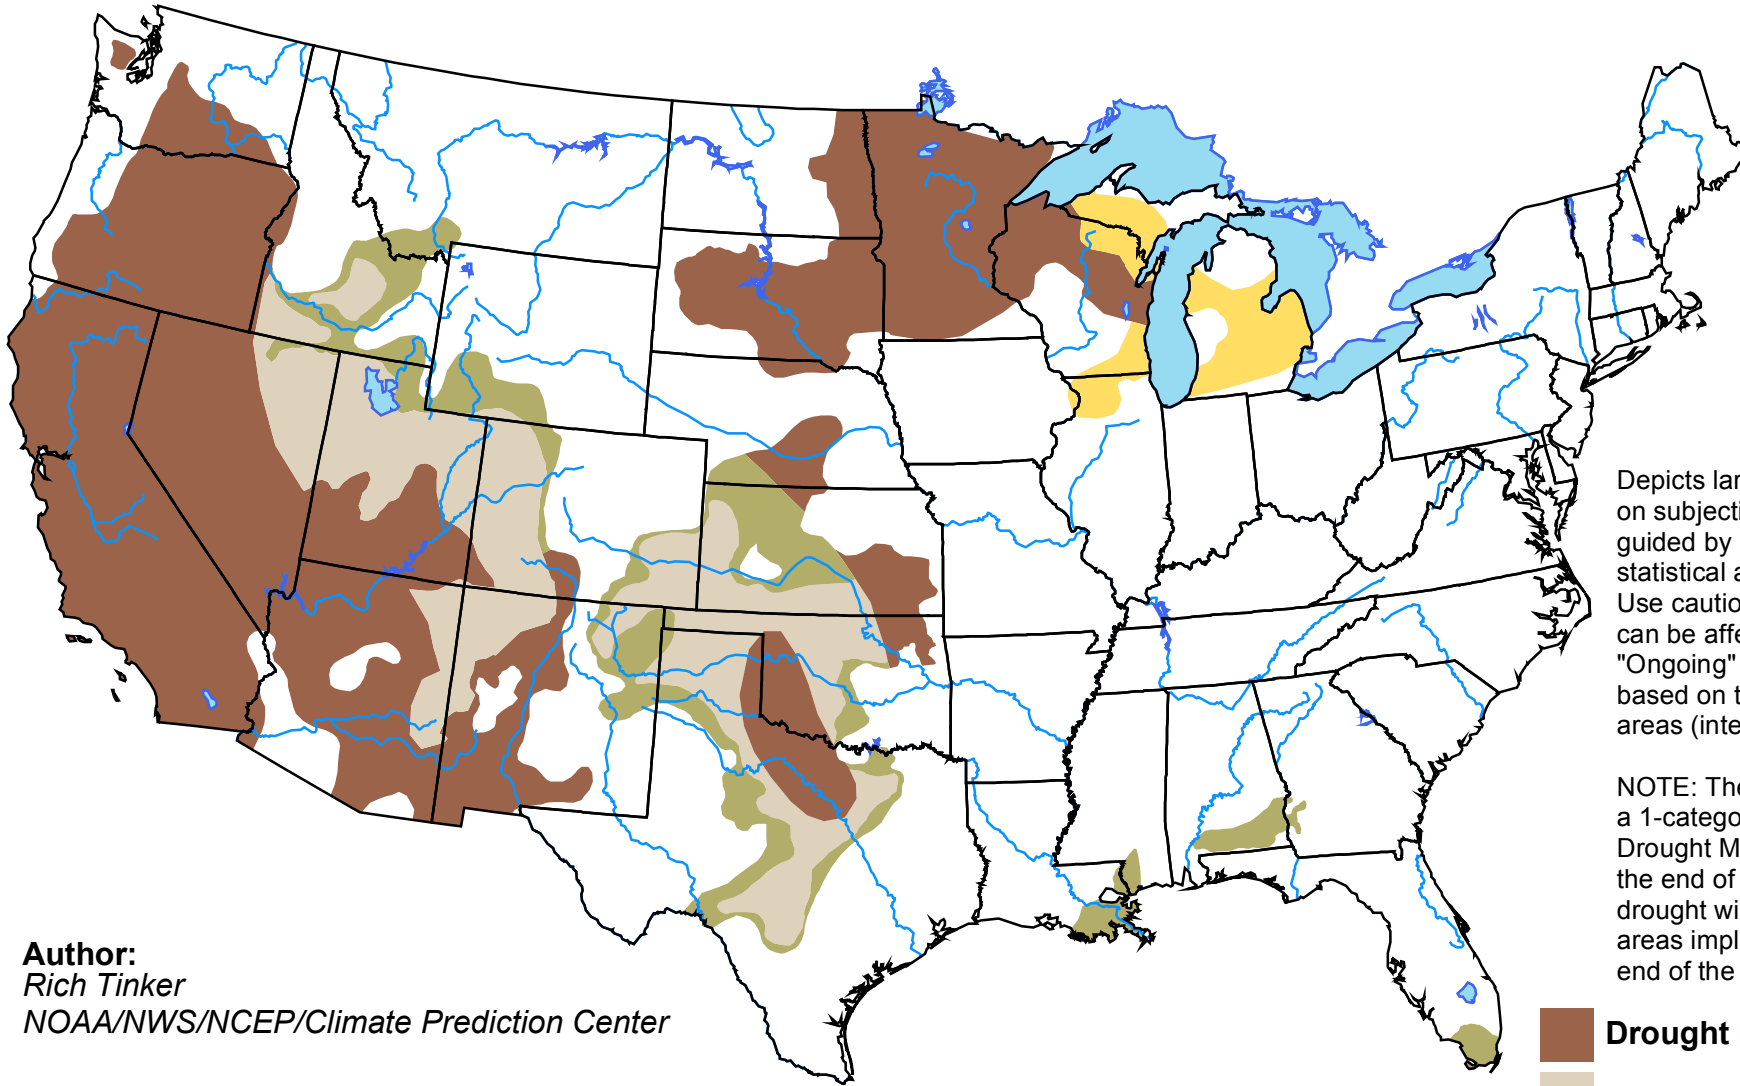 Depicts lar
on subjecti
guided by
statistical a
Use cautio
can be affe
"Ongoing"
based on t
areas (inte
NOTE: The
a 1-catego
Drought M
the end of
drought wi
areas impl
end of the
Author:
Rich Tinker
NOAA/NWS/NCEP/Climate Prediction Center
Drought